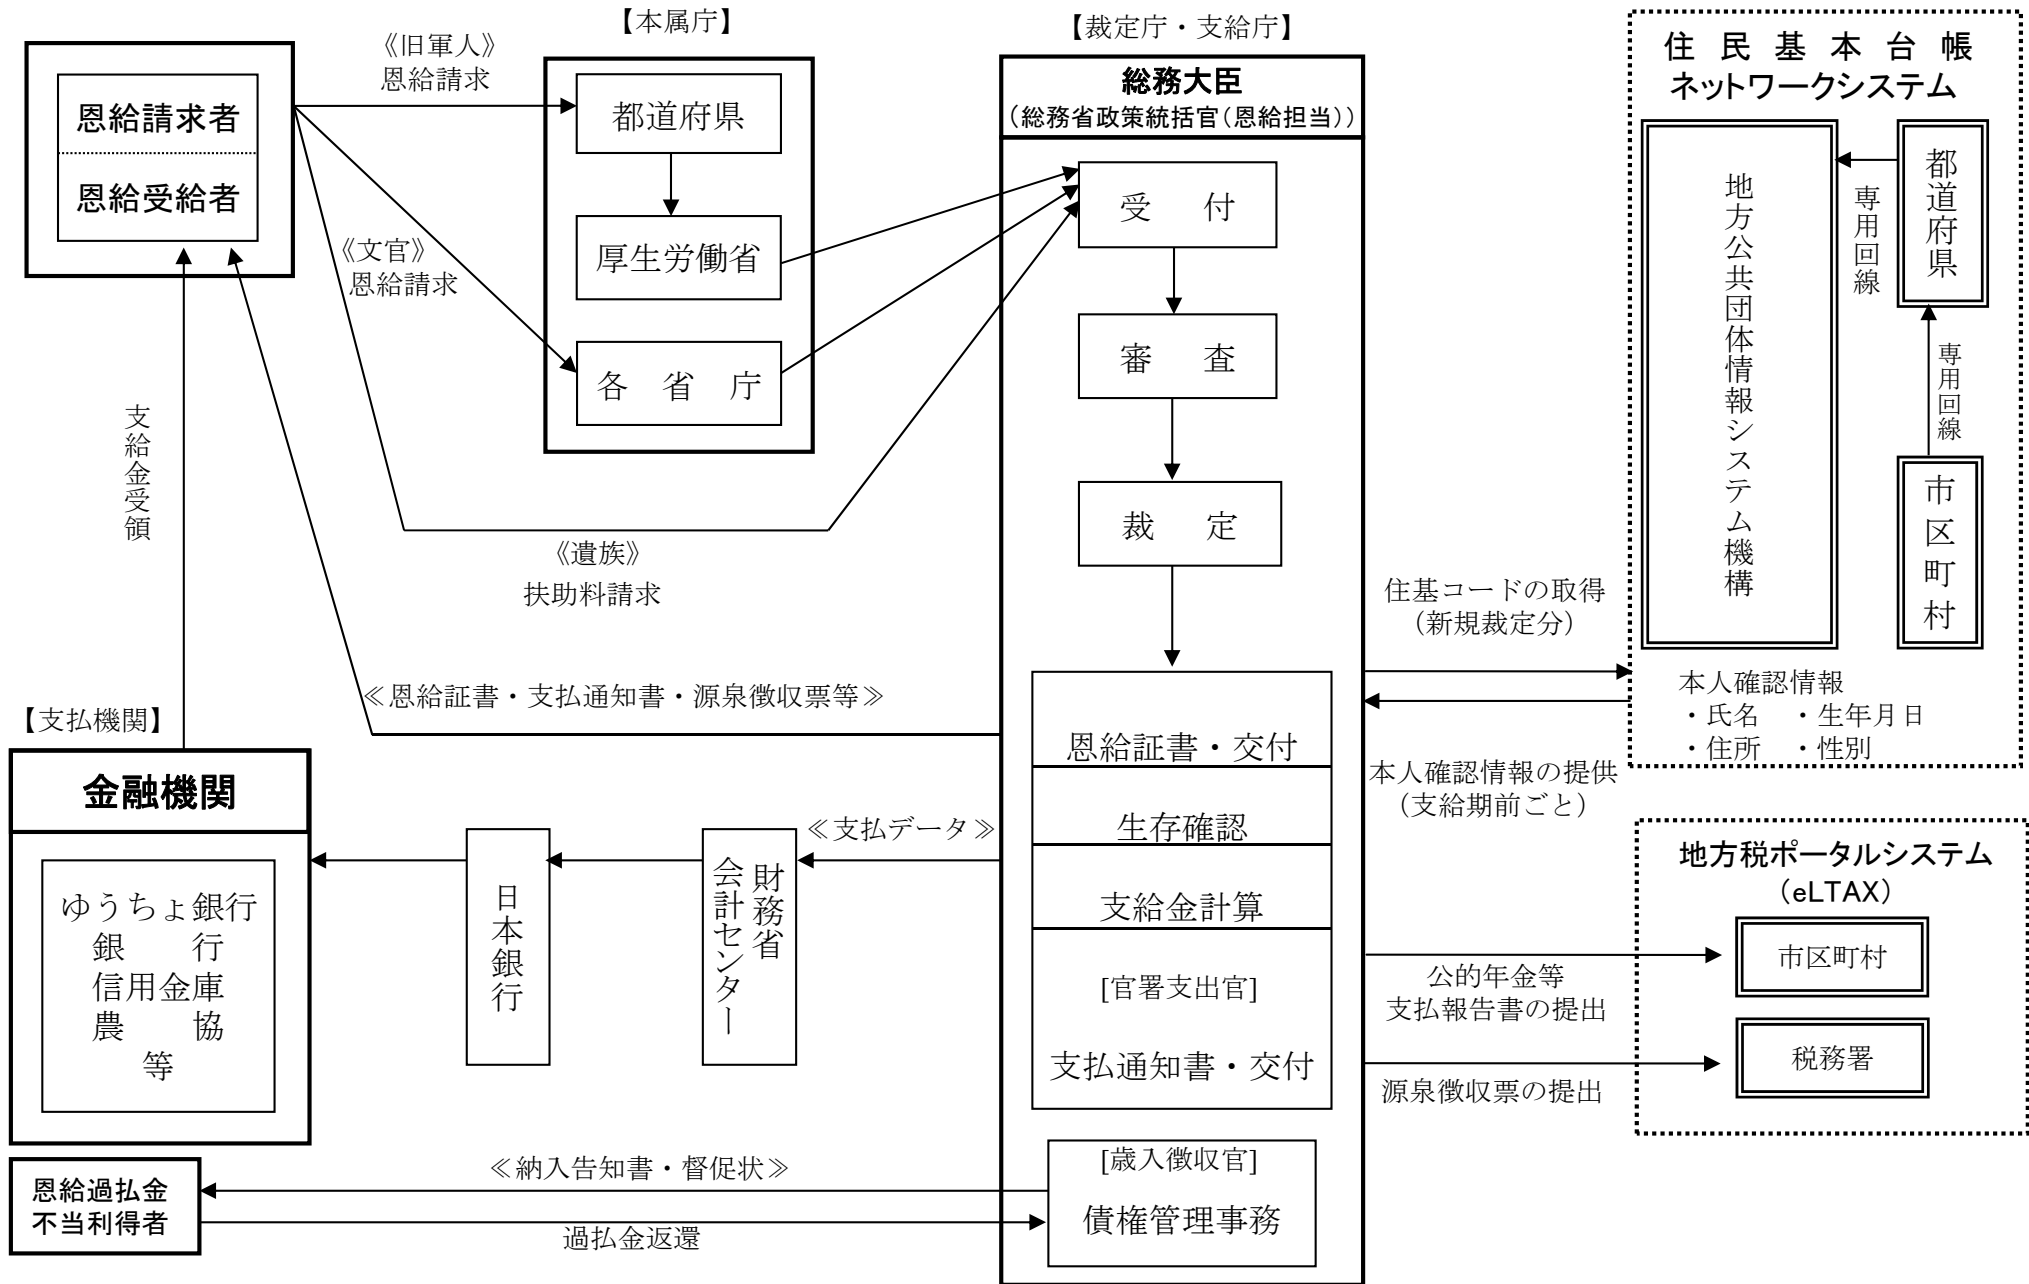 恩給請求者
恩給受給者
《旧軍人》
恩給請求
《文官》
恩給請求
【本属庁】
都道府県
厚生労働省
各　省　庁
《遺族》
扶助料請求
支給金受領
≪恩給証書・支払通知書・源泉徴収票等≫
【裁定庁・支給庁】
総務大臣
（総務省政策統括官（恩給担当））
受　　付
審　　査
裁　　定
恩給証書・交付
生存確認
支給金計算
[官署支出官]
支払通知書・交付
[歳入徴収官]
債権管理事務
住　民　基　本　台　帳
ネットワークシステム
地方公共団体情報システム機構
専用回線
都道府県
専用回線
市区町村
本人確認情報
・氏名　・生年月日
・住所　・性別
住基コードの取得
（新規裁定分）
本人確認情報の提供
（支給期前ごと）
地方税ポータルシステム
（eLTAX）
市区町村
税務署
公的年金等
支払報告書の提出
源泉徴収票の提出
≪支払データ≫
財務省
会計センター
日本銀行
【支払機関】
金融機関
ゆうちょ銀行
銀　　行
信用金庫
農　　協
等
≪納入告知書・督促状≫
恩給過払金
不当利得者
過払金返還